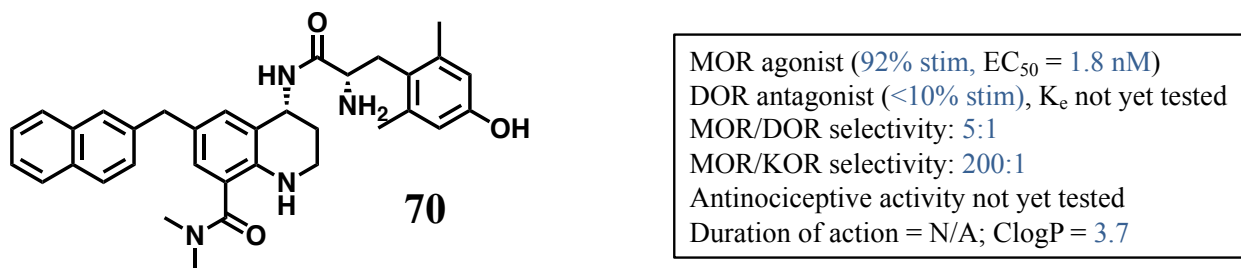 O
HN
NH2
OH
N
H
N
O
70
MOR agonist (92% stim, EC50 = 1.8 nM)
DOR antagonist (<10% stim), Ke not yet tested
MOR/DOR selectivity: 5:1
MOR/KOR selectivity: 200:1
Antinociceptive activity not yet tested
Duration of action = N/A; ClogP = 3.7